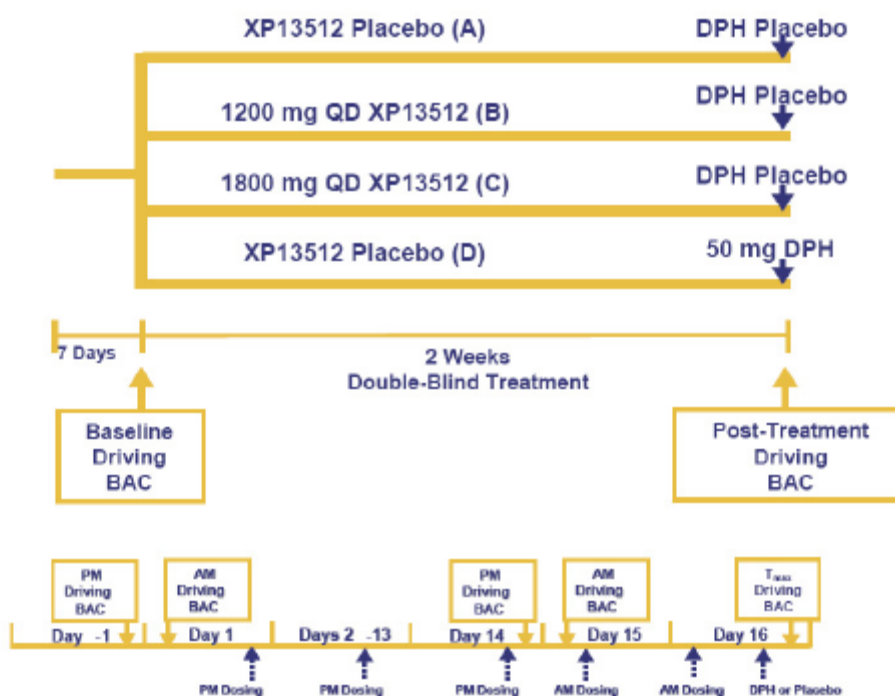 XP13512 Placebo (A)
DPH Placebo
1200 mg QD XP13512 (B)
DPH Placebo
1800 mg QD XP13512 (C)
DPH Placebo
XP13512 Placebo (D)
50 mg DPH
7 Days
2 Weeks
Double-Blind Treatment
Baseline
Driving
BAC
Post-Treatment
Driving
BAC
PM
Driving
BAC
AM
Driving
BAC
PM
Driving
BAC
AM
Driving
BAC
Tmax
Driving
BAC
Day -1
Day 1
Days 2 -13
Day 14
Day 15
Day 16
PM Dosing
PM Dosing
PM Dosing
AM Dosing
AM Dosing
DPH or Placebo